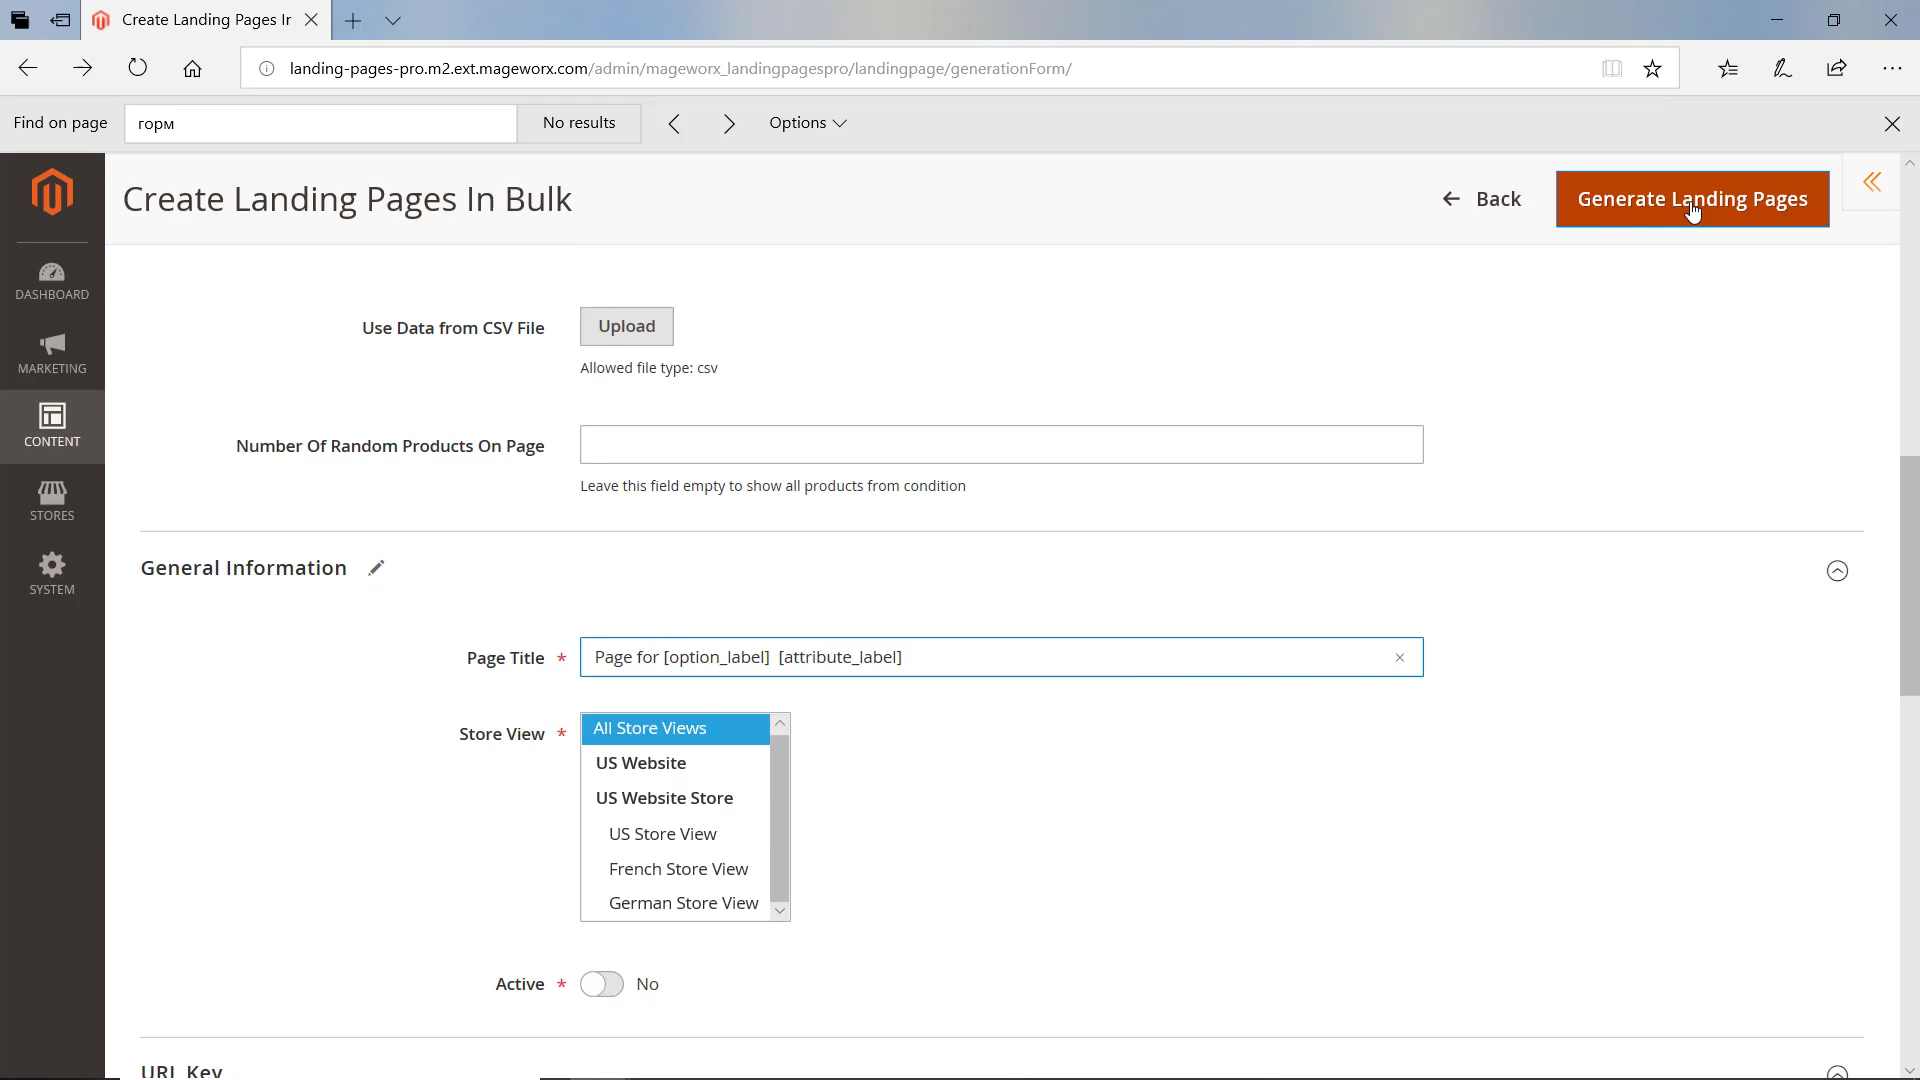 Create Landing Pages Ir
landing-pages-pro.m2.ext.mageworx.com/admin/mageworx_landingpagespro/landingpage/generationForm/
Find on page
горм
No results
Options
Create Landing Pages In Bulk
Back
Generate Landing Pages
DASHBOARD
MARKETING
CONTENT
STORES
SYSTEM
Use Data from CSV File
Upload
Allowed file type: csv
Number Of Random Products On Page
Leave this field empty to show all products from condition
General Information
Page Title *
Page for [option_label] [attribute_label]
Store View *
All Store Views
US Website
US Website Store
US Store View
French Store View
German Store View
Active *
No
URL Key